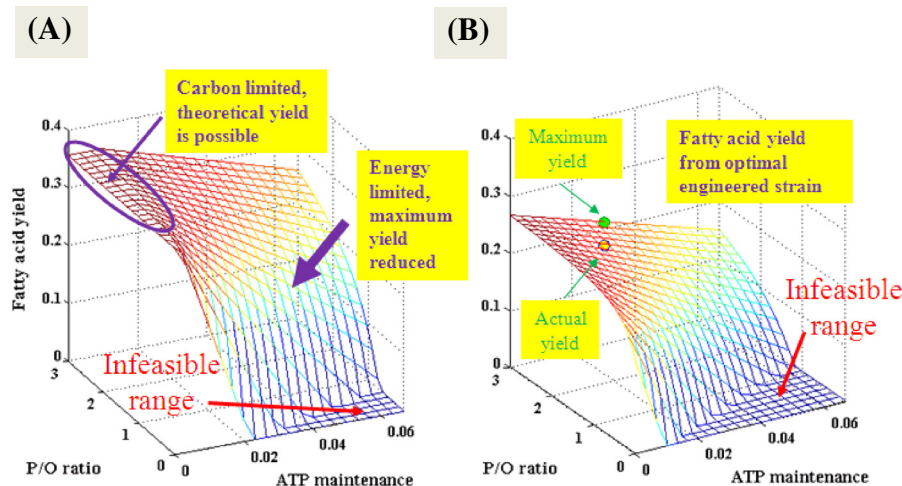 (A)
Carbon limited,
theoretical yield
is possible
Energy
limited,
maximum
yield
reduced
Infeasible
range
Fatty acid yield
0.4
0.3
0.2
0.1
0
3
2
1
0
P/O ratio
0
0.02
0.04
0.06
ATP maintenance
(B)
Maximum
yield
Fatty acid yield
from optimal
engineered strain
Actual
yield
Infeasible
range
0.4
0.3
0.2
0.1
0
3
2
1
0
P/O ratio
0
0.02
0.04
0.06
ATP maintenance